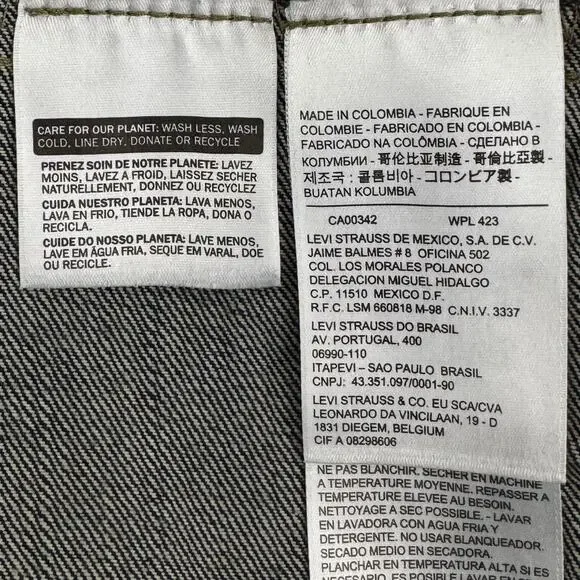 CARE FOR OUR PLANET: WASH LESS, WASH
COLD, LINE DRY, DONATE OR RECYCLE
PRENEZ SOIN DE NOTRE PLANETE: LAVEZ
MOINS, LAVEZ A FROID, LAISSEZ SECHER
NATURELLEMENT, DONNEZ OU RECYCLEZ
CUIDA NUESTRO PLANETA: LAVA MENOS,
LAVA EN FRIO, TIENDE LA ROPA, DONA O
RECICLA.
CUIDE DO NOSSO PLANETA: LAVE MENOS,
LAVE EM ÁGUA FRIA, SEQUE EM VARAL, DOE
OU RECICLE.
MADE IN COLOMBIA - FABRIQUE EN
COLOMBIE - FABRICADO EN COLOMBIA -
FABRICADO NA COLÔMBIA - СДЕЛАНО В
КОЛУМБИИ - 哥伦比亚制造 - 哥倫比亞製 -
제조국 : 콜롬비아 - コロンビア製 -
BUATAN KOLUMBIA
CA00342 WPL 423
LEVI STRAUSS DE MEXICO, S.A. DE C.V.
JAIME BALMES # 8 OFICINA 502
COL. LOS MORALES POLANCO
DELEGACION MIGUEL HIDALGO
C.P. 11510 MEXICO D.F.
R.F.C. LSM 660818 M-98 C.N.I.V. 3337
LEVI STRAUSS DO BRASIL
AV. PORTUGAL, 400
06990-110
ITAPEVI – SAO PAULO BRASIL
CNPJ: 43.351.097/0001-90
LEVI STRAUSS & CO. EU SCA/CVA
LEONARDO DA VINCILAAN, 19 - D
1831 DIEGEM, BELGIUM
CIF A 08298606
NE PAS BLANCHIR. SECHER EN MACHINE
A TEMPERATURE MOYENNE. REPASSER A
TEMPERATURE ELEVEE AU BESOIN.
NETTOYAGE A SEC POSSIBLE. - LAVAR
EN LAVADORA CON AGUA FRIA Y
DETERGENTE. NO USAR BLANQUEADOR.
SECADO MEDIO EN SECADORA.
PLANCHAR EN TEMPERATURA ALTA SI ES